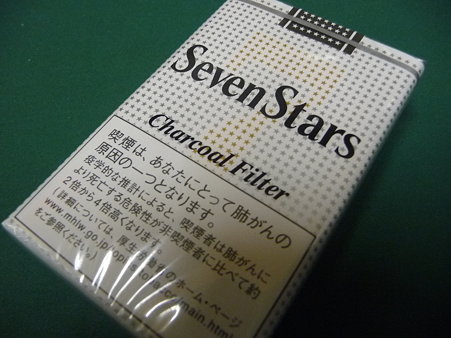 7
SevenStars
Charcoal Filter
喫煙は、あなたにとって肺がんの
原因の一つとなります。
疫学的な推計によると、喫煙者は肺がんに
より死亡する危険性が非喫煙者に比べて約
2倍から4倍高くなります。
(詳細については、厚生 のホーム・ページ
www.mhlw.go.jp/ main.html
をご参照ください。)